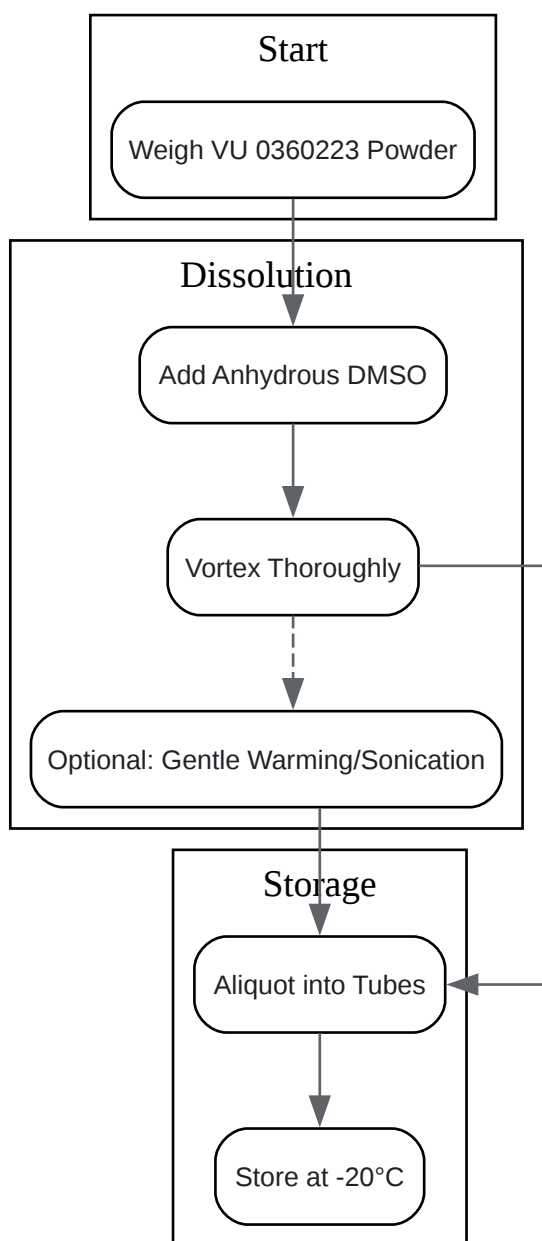 Start
Weigh VU 0360223 Powder
Dissolution
Add Anhydrous DMSO
Vortex Thoroughly
Optional: Gentle Warming/Sonication
Storage
Aliquot into Tubes
Store at -20°C